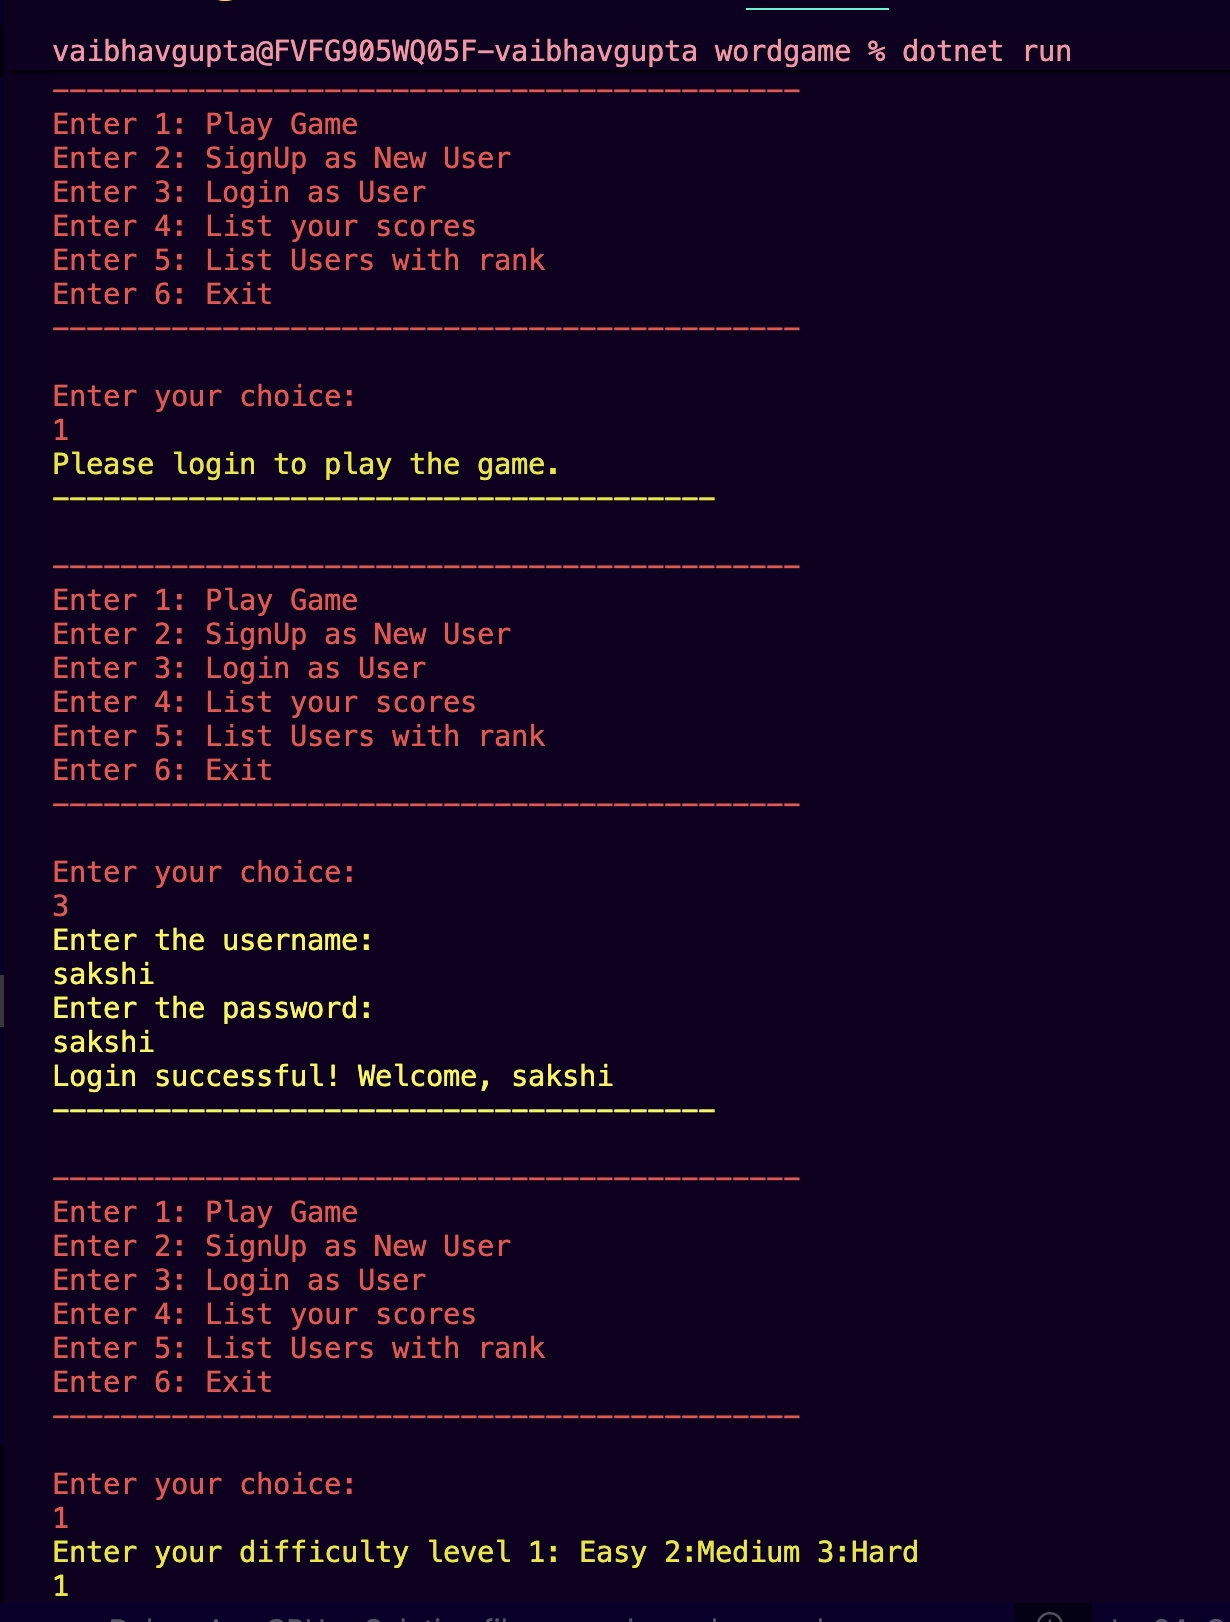 vaibhavgupta@FVFG905WQ05F-vaibhavgupta wordgame % dotnet run
--------------------------------------------
Enter 1: Play Game
Enter 2: SignUp as New User
Enter 3: Login as User
Enter 4: List your scores
Enter 5: List Users with rank
Enter 6: Exit
--------------------------------------------
Enter your choice:
1
Please login to play the game.
---------------------------------------
--------------------------------------------
Enter 1: Play Game
Enter 2: SignUp as New User
Enter 3: Login as User
Enter 4: List your scores
Enter 5: List Users with rank
Enter 6: Exit
--------------------------------------------
Enter your choice:
3
Enter the username:
sakshi
Enter the password:
sakshi
Login successful! Welcome, sakshi
---------------------------------------
--------------------------------------------
Enter 1: Play Game
Enter 2: SignUp as New User
Enter 3: Login as User
Enter 4: List your scores
Enter 5: List Users with rank
Enter 6: Exit
--------------------------------------------
Enter your choice:
1
Enter your difficulty level 1: Easy 2:Medium 3:Hard
1